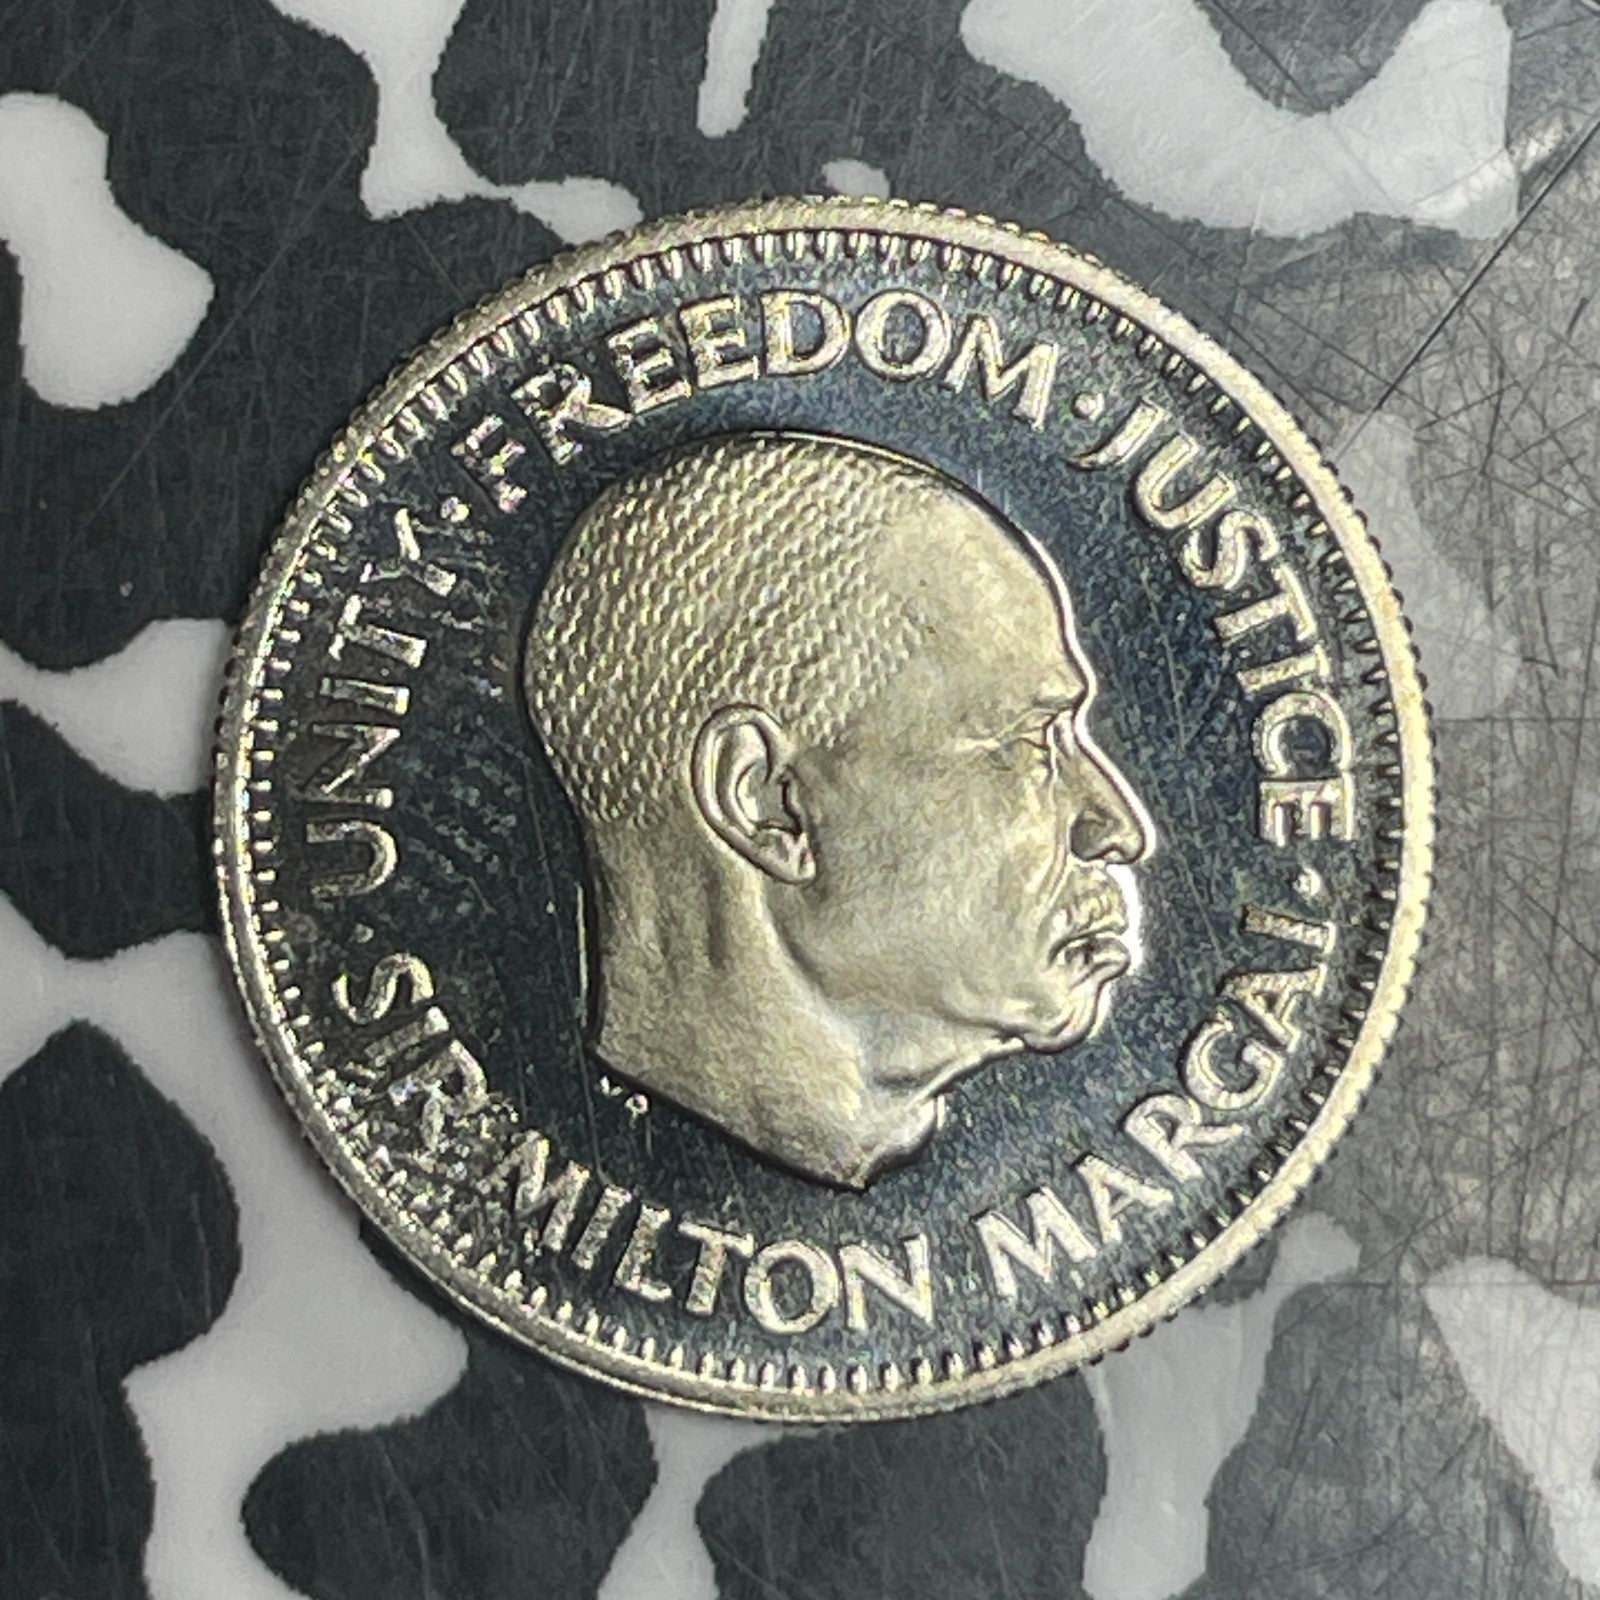 UNITY·FREEDOM·JUSTICE·
SIR MILTON MARGAI·